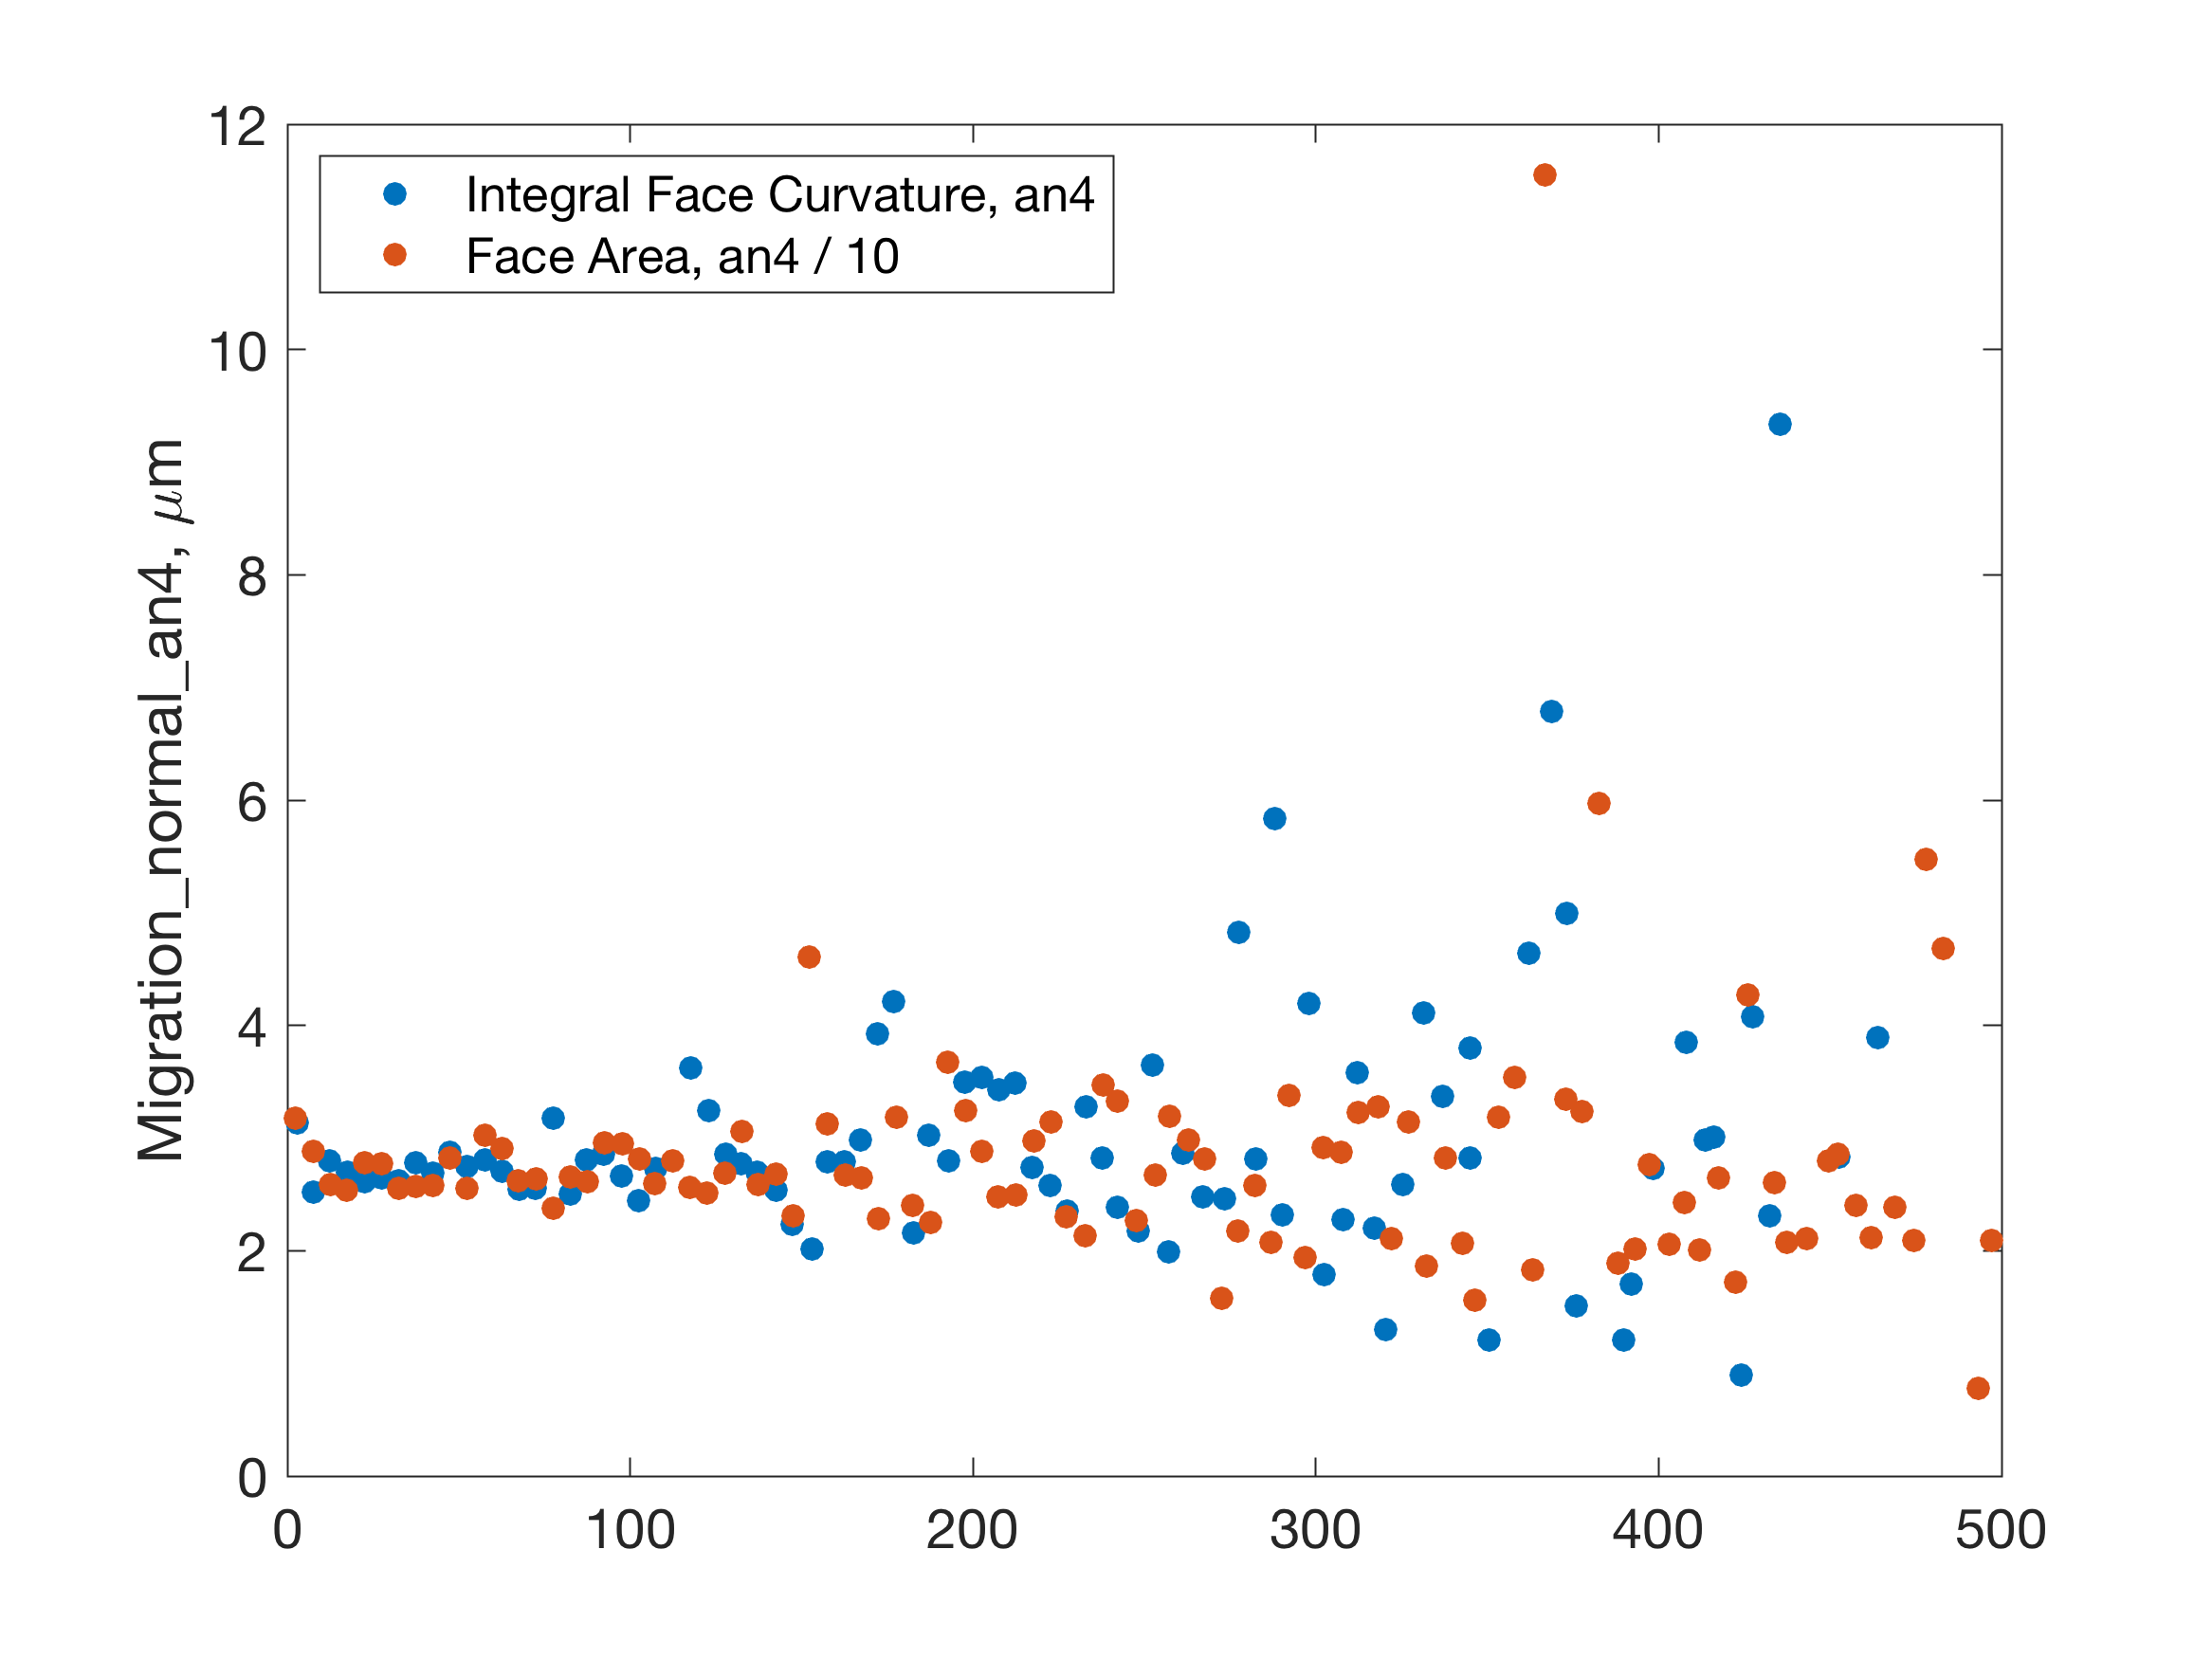 12
10
8
6
4
2
0
Migration_normal_an4, μm
Integral Face Curvature, an4
Face Area, an4 / 10
0 100 200 300 400 500